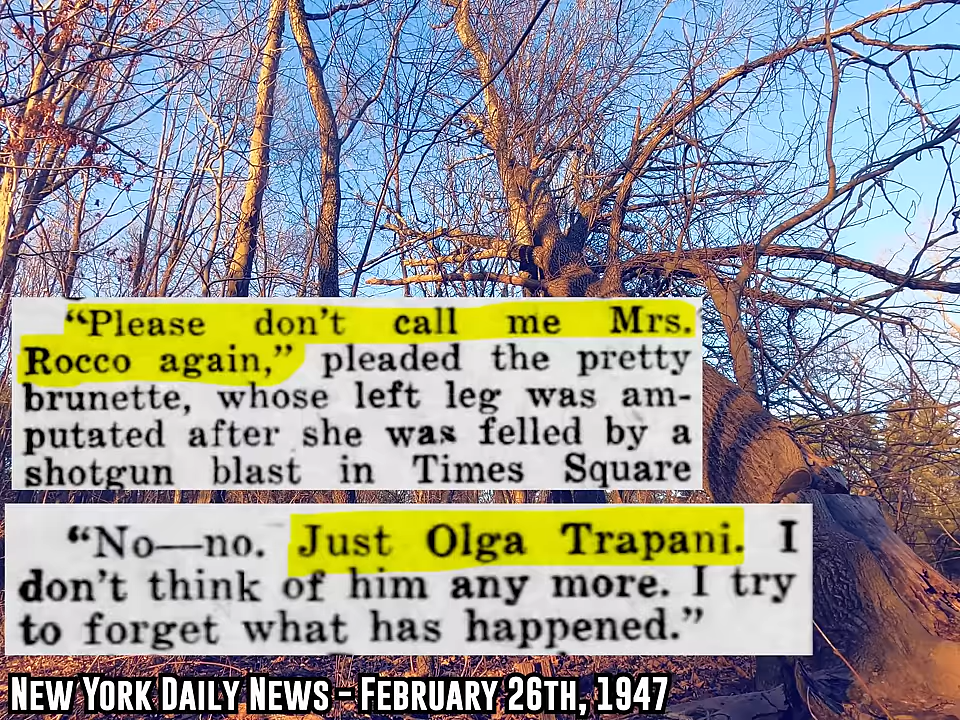 “Please don’t call me Mrs.
Rocco again,” pleaded the pretty
brunette, whose left leg was am-
putated after she was felled by a
shotgun blast in Times Square
“No—no. Just Olga Trapani. I
don’t think of him any more. I try
to forget what has happened.”
New York Daily News - February 26th, 1947